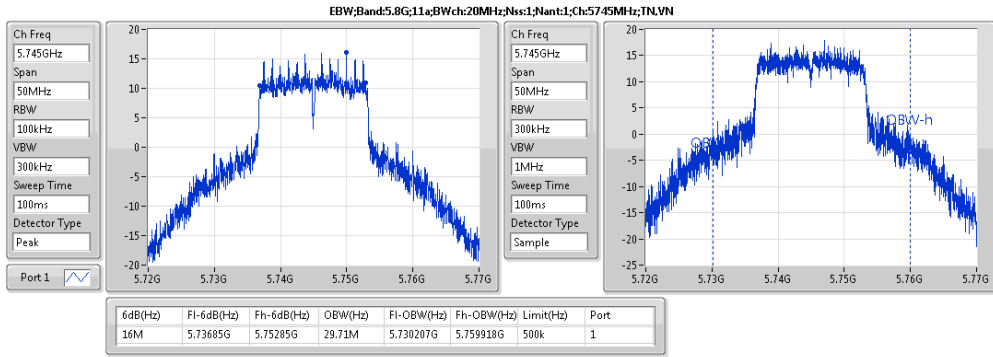 EBW;Band:5.8G;11a;BWch:20MHz;Nss:1;Nant:1;Ch:5745MHz;TN,VN
Ch Freq
5.745GHz
Span
50MHz
RBW
100kHz
VBW
300kHz
Sweep Time
100ms
Detector Type
Peak
Port 1
20
15
10
5
0
-5
-10
-15
-20
5.72G 5.73G 5.74G 5.75G 5.76G 5.77G
Ch Freq
5.745GHz
Span
50MHz
RBW
300kHz
VBW
1MHz
Sweep Time
100ms
Detector Type
Sample
20
15
10
5
0
-5
-10
-15
-20
-25
OBW-h
5.72G 5.73G 5.74G 5.75G 5.76G 5.77G
6dB(Hz) Fl-6dB(Hz) Fh-6dB(Hz) OBW(Hz) Fl-OBW(Hz) Fh-OBW(Hz) Limit(Hz) Port
16M 5.73685G 5.75285G 29.71M 5.730207G 5.759918G 500k 1